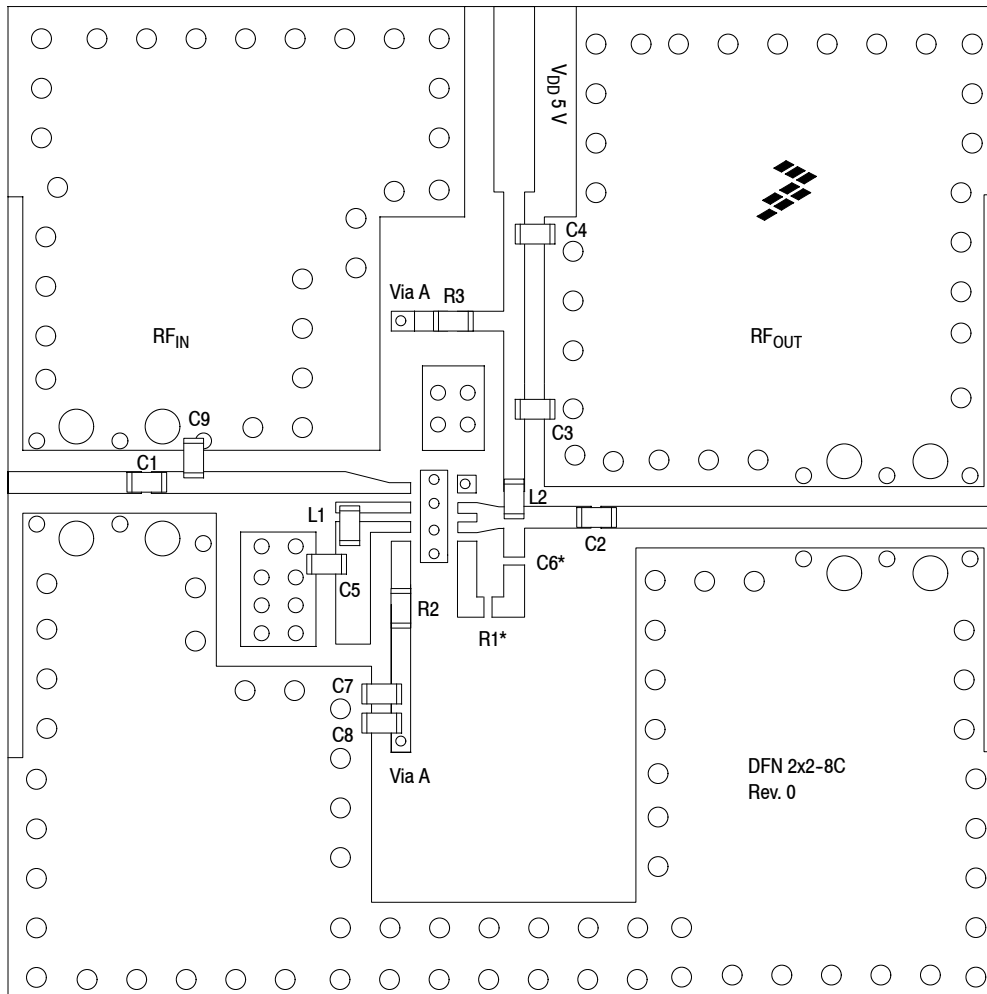 VDD 5 V
C4
Via A
R3
RFIN
RFOUT
C9
C3
C1
L2
L1
C2
C6*
C5
R2
R1*
C7
C8
DFN 2x2-8C
Rev. 0
Via A